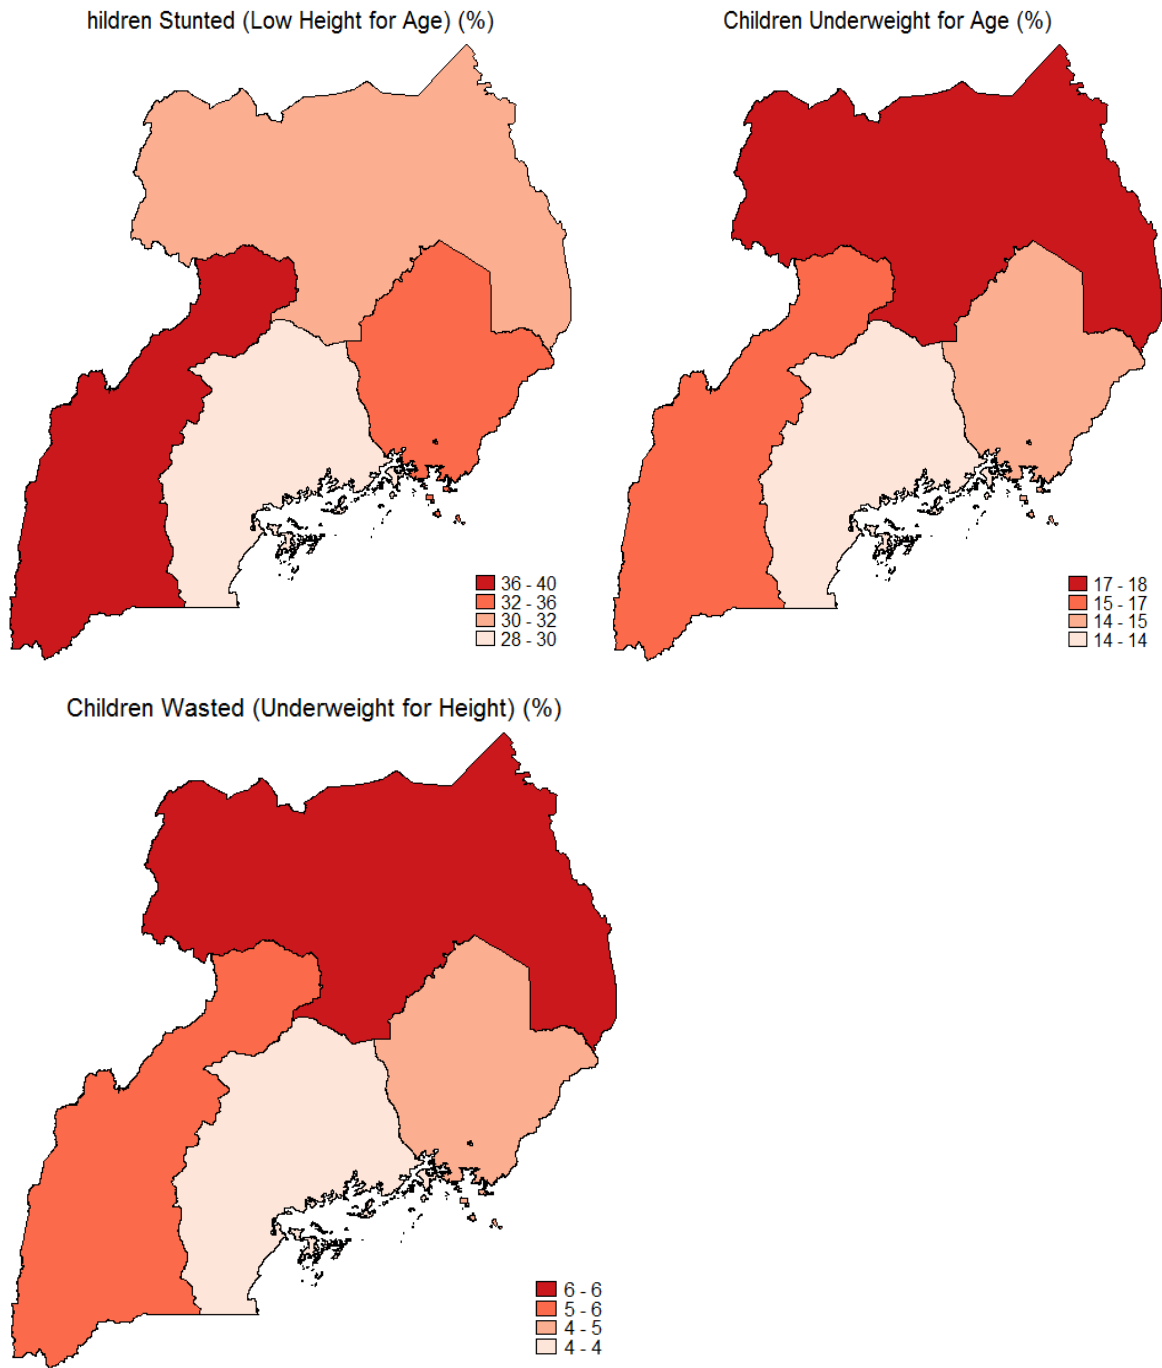 hildren Stunted (Low Height for Age) (%)
Children Underweight for Age (%)
36 - 40
32 - 36
30 - 32
28 - 30
17 - 18
15 - 17
14 - 15
14 - 14
Children Wasted (Underweight for Height) (%)
6 - 6
5 - 6
4 - 5
4 - 4